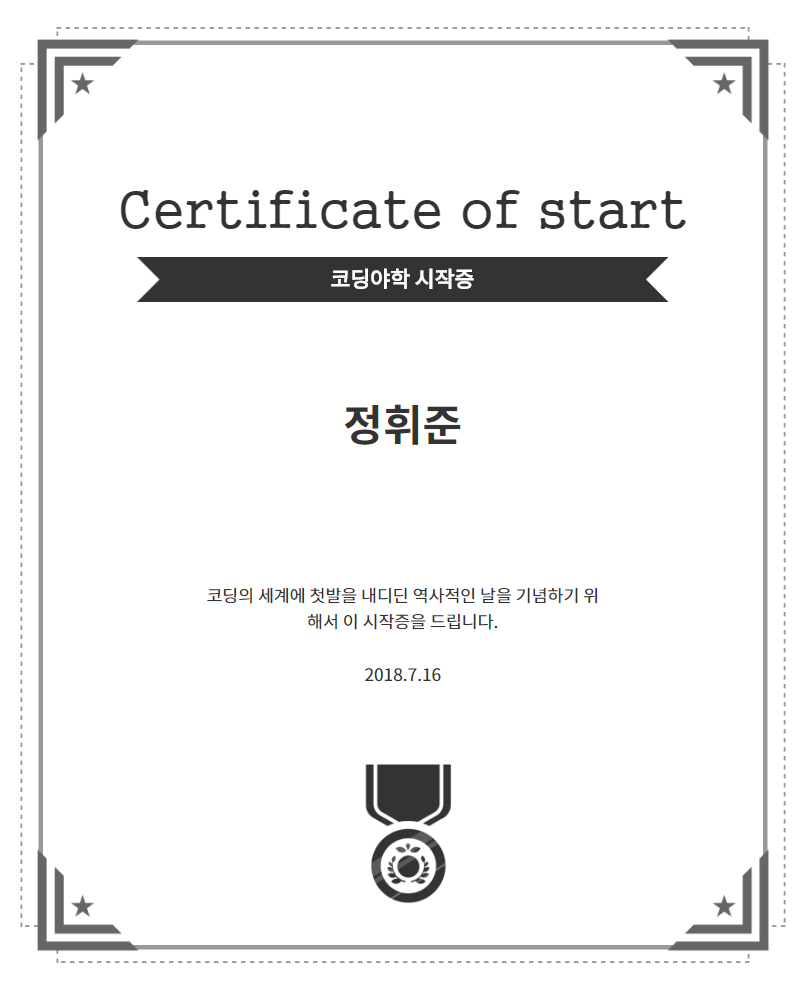 Certificate of start
코딩야학 시작증
정휘준
코딩의 세계에 첫발을 내디딘 역사적인 날을 기념하기 위
해서 이 시작증을 드립니다.
2018.7.16